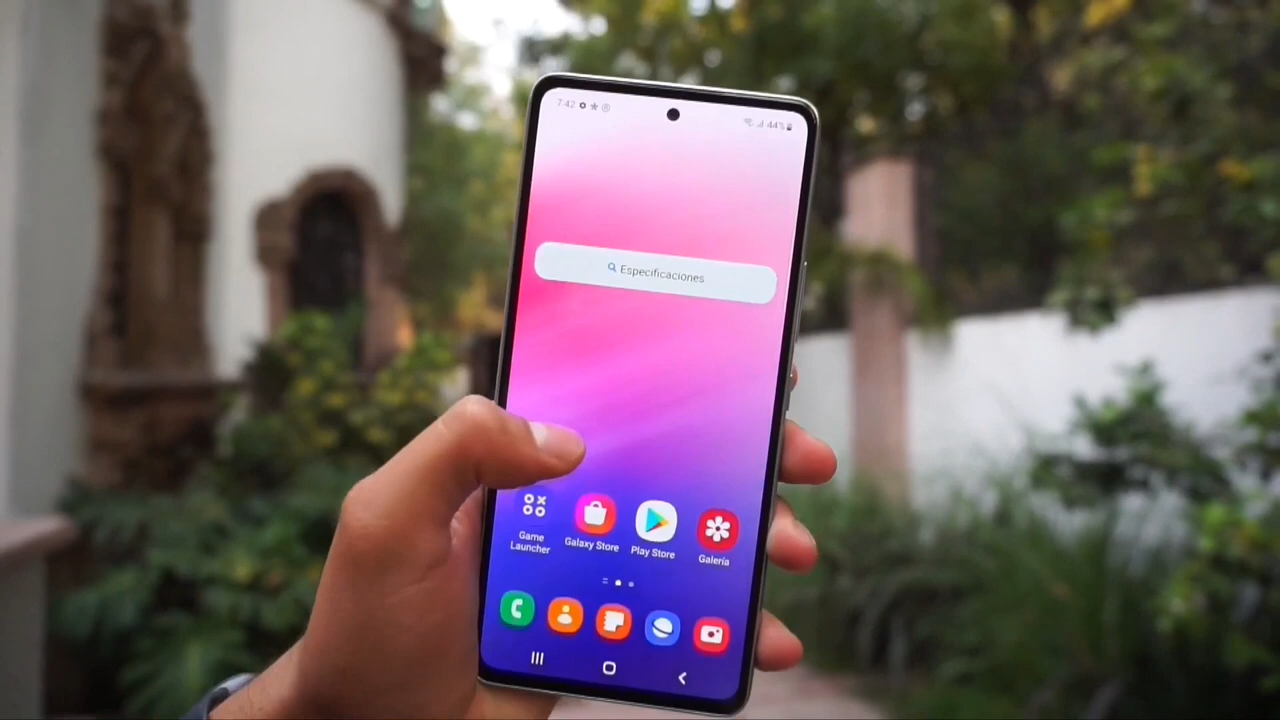 7:42
44%
Especificaciones
Game
Launcher
Galaxy Store
Play Store
Galería